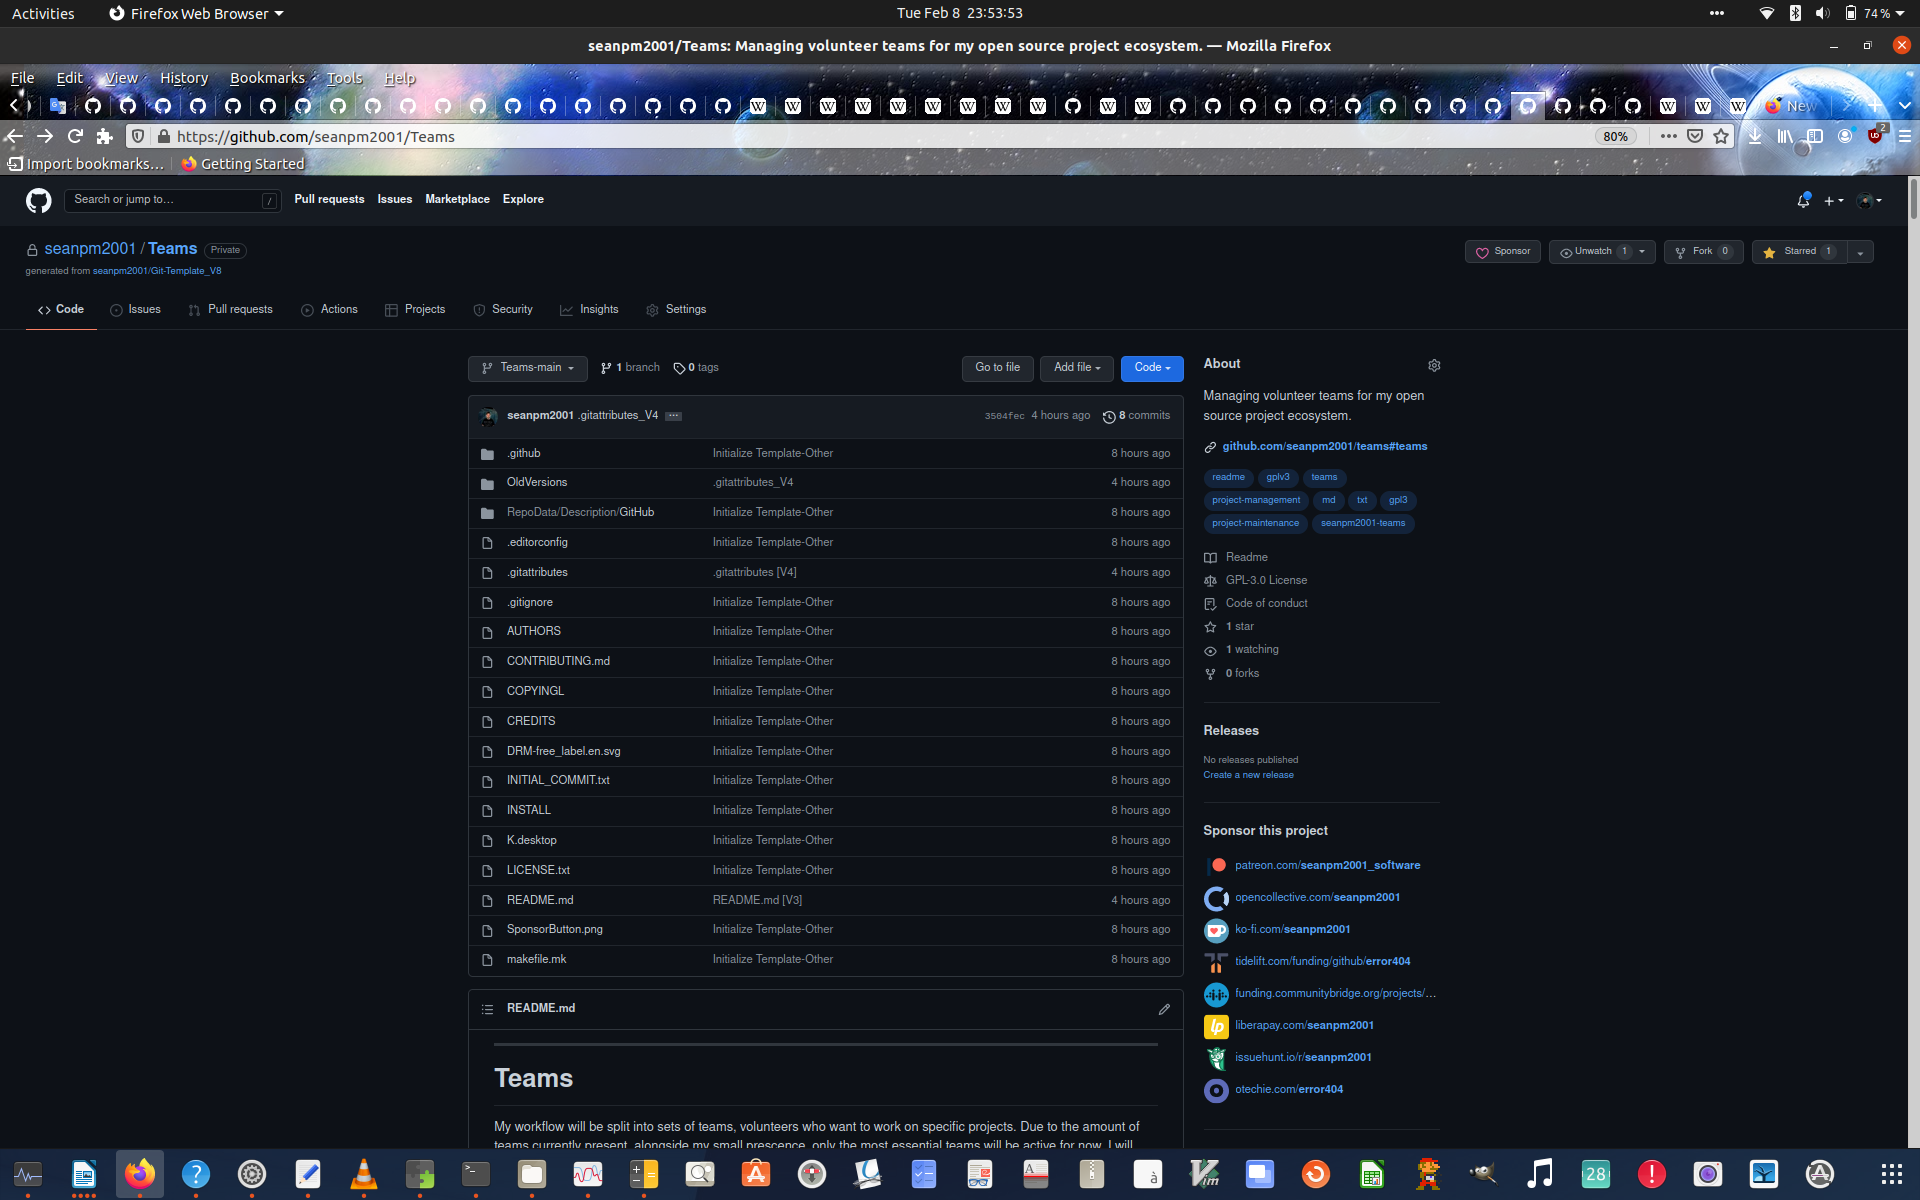 Activities
Firefox Web Browser
Tue Feb 8 23:53:53
74 %
seanpm2001/Teams: Managing volunteer teams for my open source project ecosystem. — Mozilla Firefox
File Edit View History Bookmarks Tools Help
New
https://github.com/seanpm2001/Teams
80%
2
Import bookmarks… Getting Started
Search or jump to… /
Pull requests Issues Marketplace Explore
seanpm2001 / Teams Private
generated from seanpm2001/Git-Template_V8
Sponsor
Unwatch 1
Fork 0
Starred 1
Code Issues Pull requests Actions Projects Security Insights Settings
Teams-main 1 branch 0 tags
Go to file Add file Code
seanpm2001 .gitattributes_V4 ··· 3504fec 4 hours ago 8 commits
.github Initialize Template-Other 8 hours ago
OldVersions .gitattributes_V4 4 hours ago
RepoData/Description/GitHub Initialize Template-Other 8 hours ago
.editorconfig Initialize Template-Other 8 hours ago
.gitattributes .gitattributes [V4] 4 hours ago
.gitignore Initialize Template-Other 8 hours ago
AUTHORS Initialize Template-Other 8 hours ago
CONTRIBUTING.md Initialize Template-Other 8 hours ago
COPYINGL Initialize Template-Other 8 hours ago
CREDITS Initialize Template-Other 8 hours ago
DRM-free_label.en.svg Initialize Template-Other 8 hours ago
INITIAL_COMMIT.txt Initialize Template-Other 8 hours ago
INSTALL Initialize Template-Other 8 hours ago
K.desktop Initialize Template-Other 8 hours ago
LICENSE.txt Initialize Template-Other 8 hours ago
README.md README.md [V3] 4 hours ago
SponsorButton.png Initialize Template-Other 8 hours ago
makefile.mk Initialize Template-Other 8 hours ago
README.md
Teams
My workflow will be split into sets of teams, volunteers who want to work on specific projects. Due to the amount of
teams currently present, alongside my small prescence, only the most essential teams will be active for now. I will
About
Managing volunteer teams for my open
source project ecosystem.
github.com/seanpm2001/teams#teams
readme gplv3 teams
project-management md txt gpl3
project-maintenance seanpm2001-teams
Readme
GPL-3.0 License
Code of conduct
1 star
1 watching
0 forks
Releases
No releases published
Create a new release
Sponsor this project
patreon.com/seanpm2001_software
opencollective.com/seanpm2001
ko-fi.com/seanpm2001
tidelift.com/funding/github/error404
funding.communitybridge.org/projects/…
liberapay.com/seanpm2001
issuehunt.io/r/seanpm2001
otechie.com/error404
28